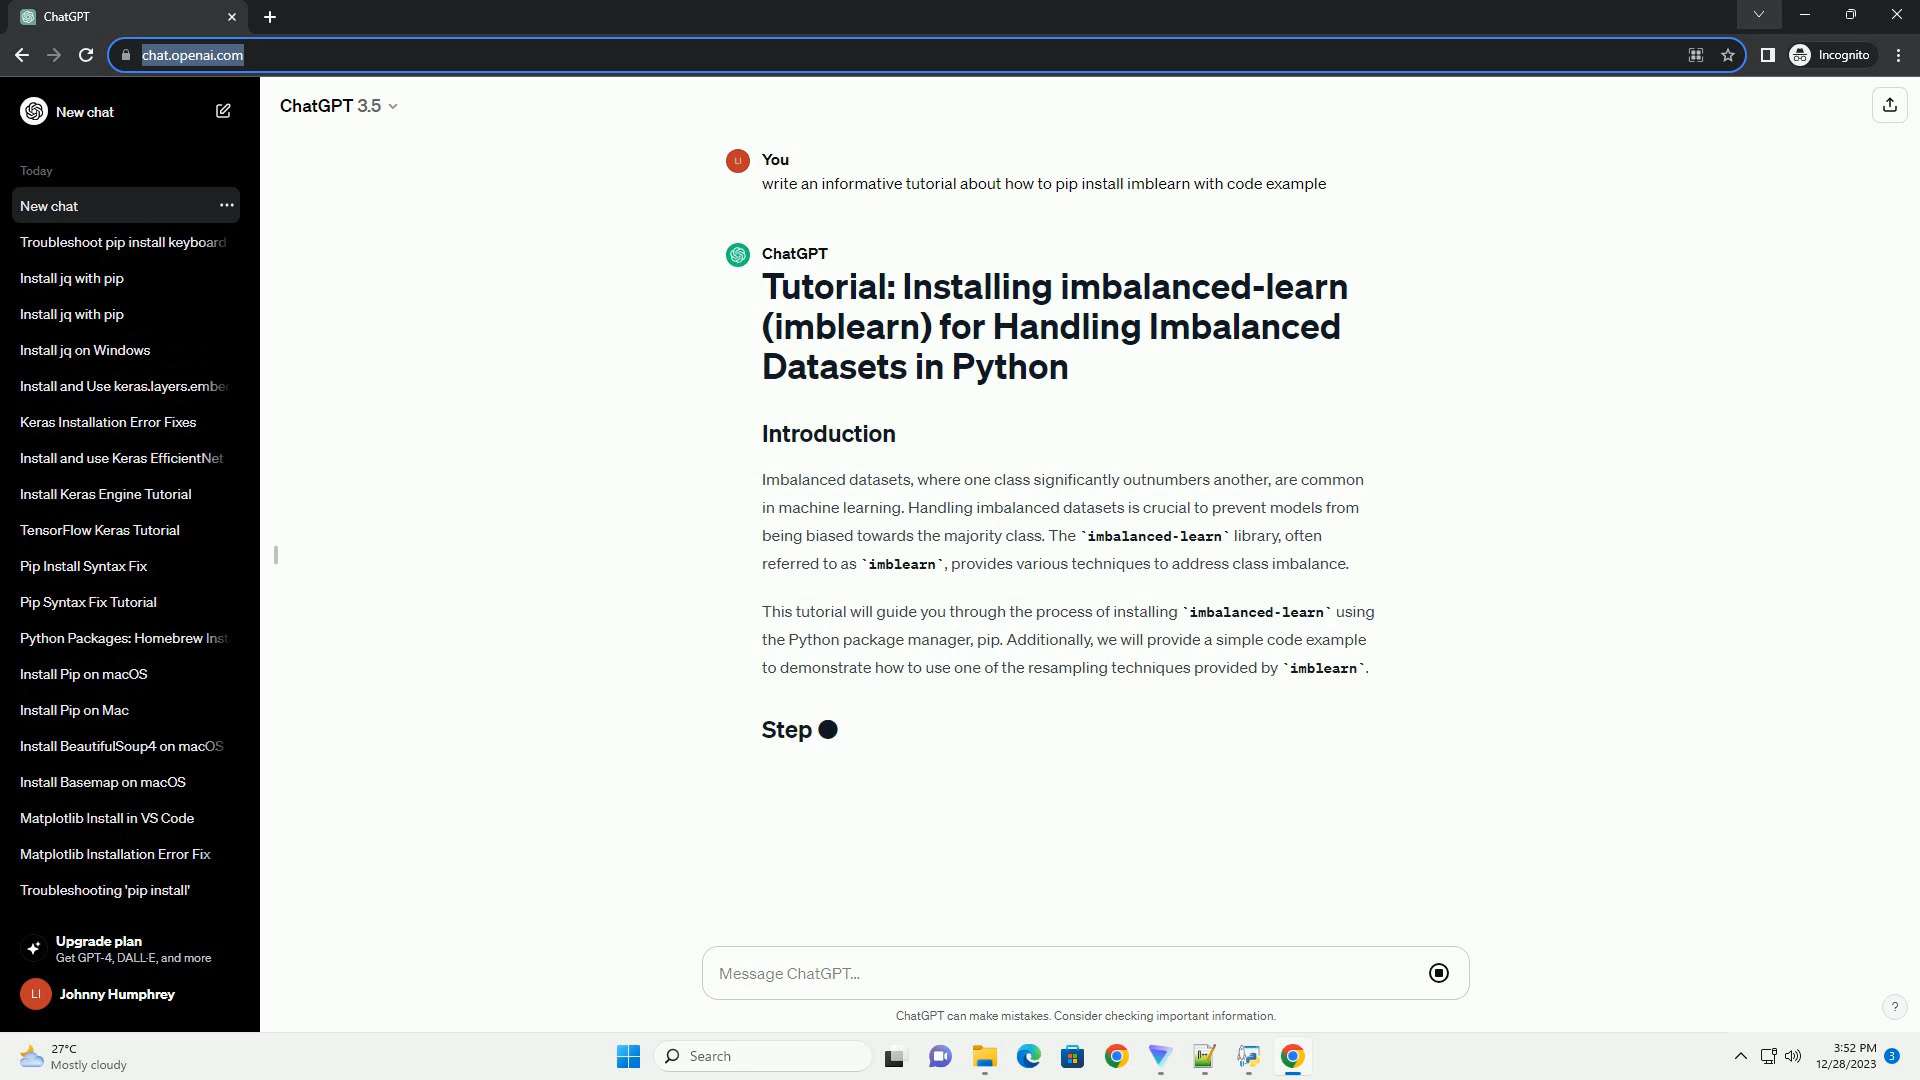 ChatGPT
chat.openai.com
Incognito
New chat
Today
New chat
Troubleshoot pip install keyboard
Install jq with pip
Install jq with pip
Install jq on Windows
Install and Use keras.layers.embe
Keras Installation Error Fixes
Install and use Keras EfficientNet
Install Keras Engine Tutorial
TensorFlow Keras Tutorial
Pip Install Syntax Fix
Pip Syntax Fix Tutorial
Python Packages: Homebrew Inst
Install Pip on macOS
Install Pip on Mac
Install BeautifulSoup4 on macOS
Install Basemap on macOS
Matplotlib Install in VS Code
Matplotlib Installation Error Fix
Troubleshooting 'pip install'
Upgrade plan
Get GPT-4, DALL·E, and more
LI Johnny Humphrey
ChatGPT 3.5
LI You
write an informative tutorial about how to pip install imblearn with code example
ChatGPT
Tutorial: Installing imbalanced-learn
(imblearn) for Handling Imbalanced
Datasets in Python
Introduction
Imbalanced datasets, where one class significantly outnumbers another, are common
in machine learning. Handling imbalanced datasets is crucial to prevent models from
being biased towards the majority class. The `imbalanced-learn` library, often
referred to as `imblearn`, provides various techniques to address class imbalance.
This tutorial will guide you through the process of installing `imbalanced-learn` using
the Python package manager, pip. Additionally, we will provide a simple code example
to demonstrate how to use one of the resampling techniques provided by `imblearn`.
Step
Message ChatGPT...
ChatGPT can make mistakes. Consider checking important information.
?
27°C
Mostly cloudy
Search
3:52 PM
12/28/2023
3